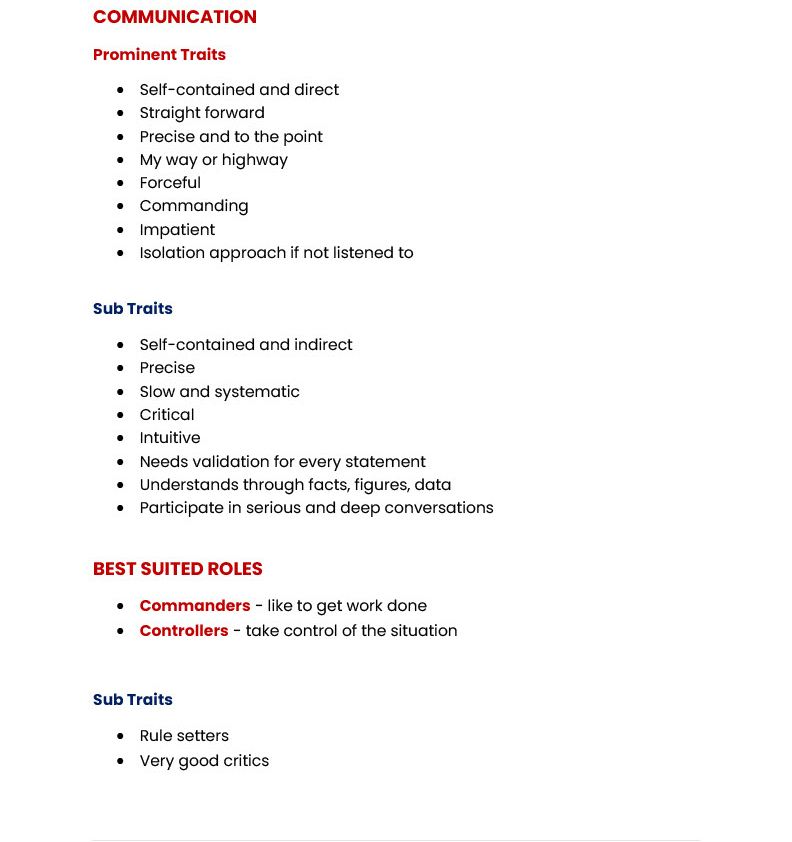 COMMUNICATION
Prominent Traits
• Self-contained and direct
• Straight forward
• Precise and to the point
• My way or highway
• Forceful
• Commanding
• Impatient
• Isolation approach if not listened to
Sub Traits
• Self-contained and indirect
• Precise
• Slow and systematic
• Critical
• Intuitive
• Needs validation for every statement
• Understands through facts, figures, data
• Participate in serious and deep conversations
BEST SUITED ROLES
• Commanders - like to get work done
• Controllers - take control of the situation
Sub Traits
• Rule setters
• Very good critics